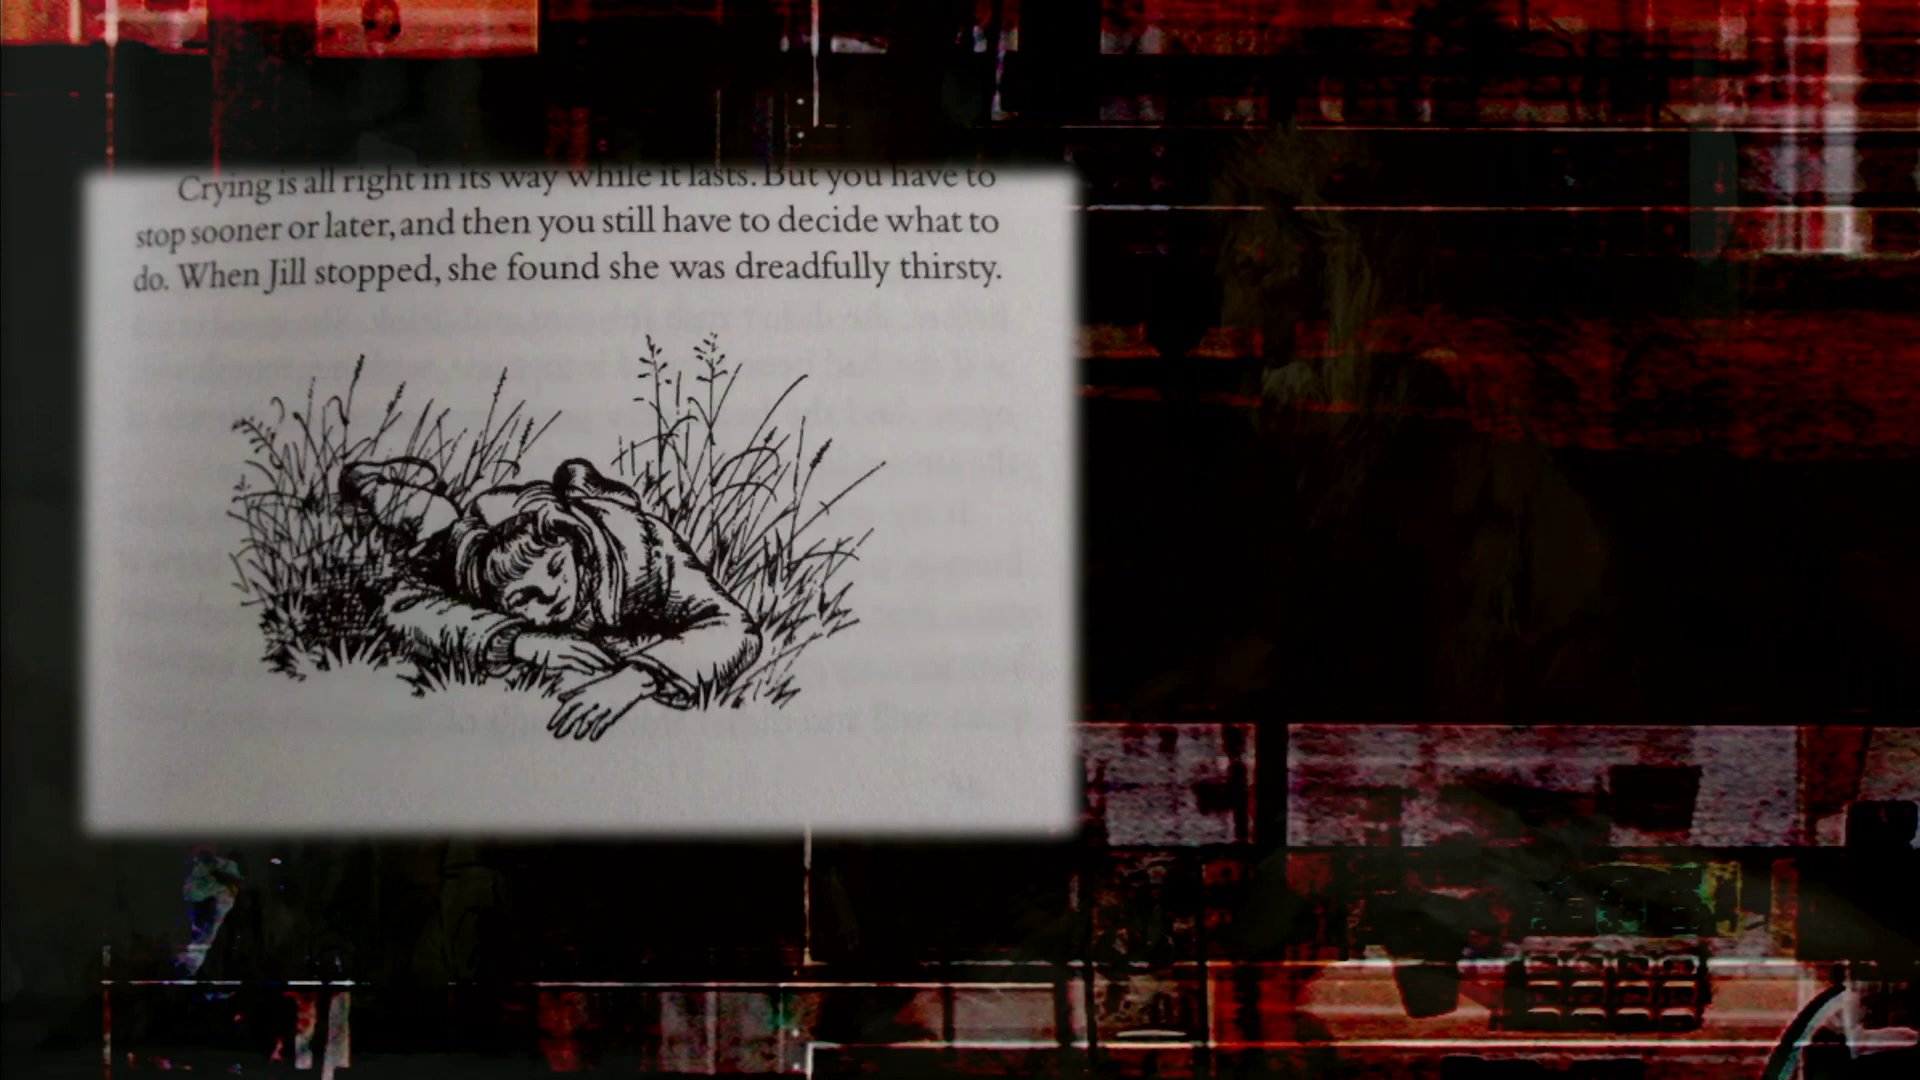 Crying is all right in its way while it lasts. But you have to
stop sooner or later, and then you still have to decide what to
do. When Jill stopped, she found she was dreadfully thirsty.